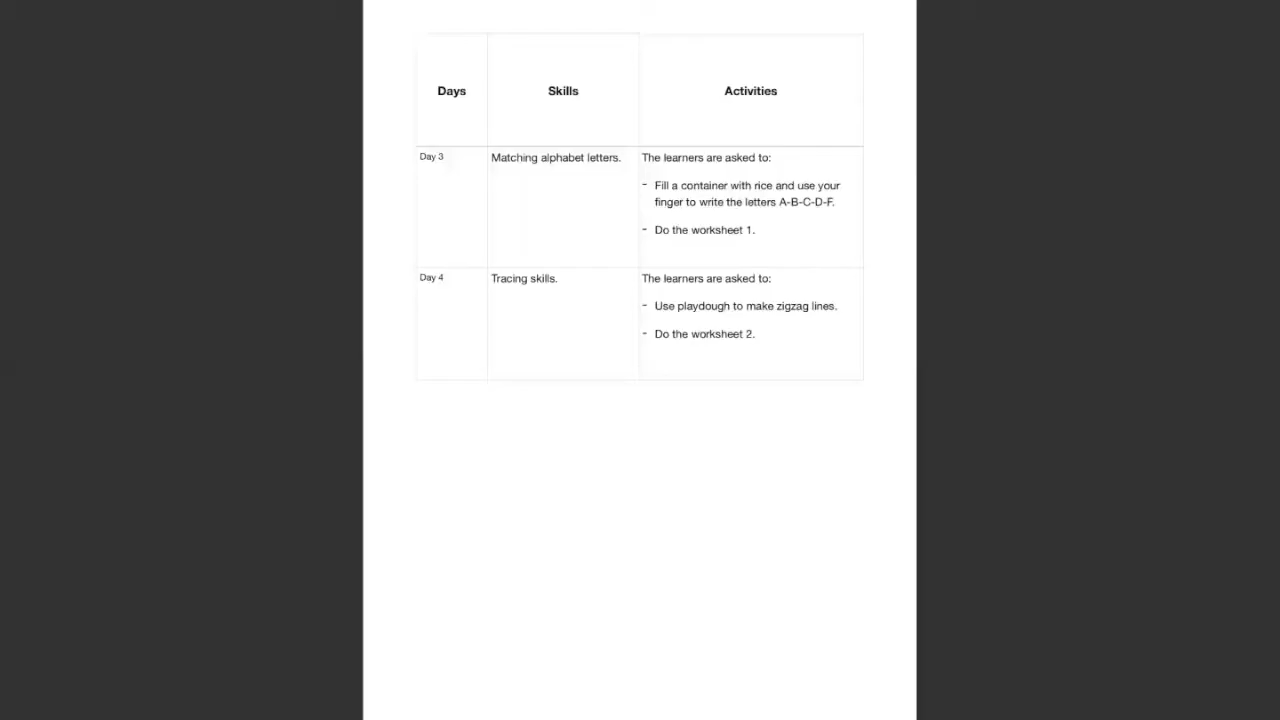 Days Skills Activities
Day 3 Matching alphabet letters. The learners are asked to:
- Fill a container with rice and use your
finger to write the letters A-B-C-D-F.
- Do the worksheet 1.
Day 4 Tracing skills. The learners are asked to:
- Use playdough to make zigzag lines.
- Do the worksheet 2.